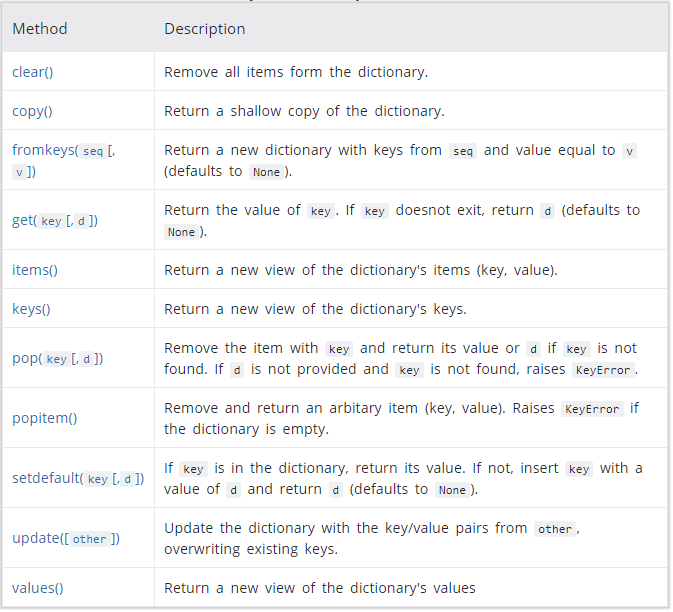 Method Description
clear() Remove all items form the dictionary.
copy() Return a shallow copy of the dictionary.
fromkeys( seq [, Return a new dictionary with keys from seq and value equal to v
v ]) (defaults to None ).
get( key [, d ]) Return the value of key . If key doesnot exit, return d (defaults to
None ).
items() Return a new view of the dictionary's items (key, value).
keys() Return a new view of the dictionary's keys.
pop( key [, d ]) Remove the item with key and return its value or d if key is not
found. If d is not provided and key is not found, raises KeyError .
popitem() Remove and return an arbitary item (key, value). Raises KeyError if
the dictionary is empty.
setdefault( key [, d ]) If key is in the dictionary, return its value. If not, insert key with a
value of d and return d (defaults to None ).
update([ other ]) Update the dictionary with the key/value pairs from other ,
overwriting existing keys.
values() Return a new view of the dictionary's values